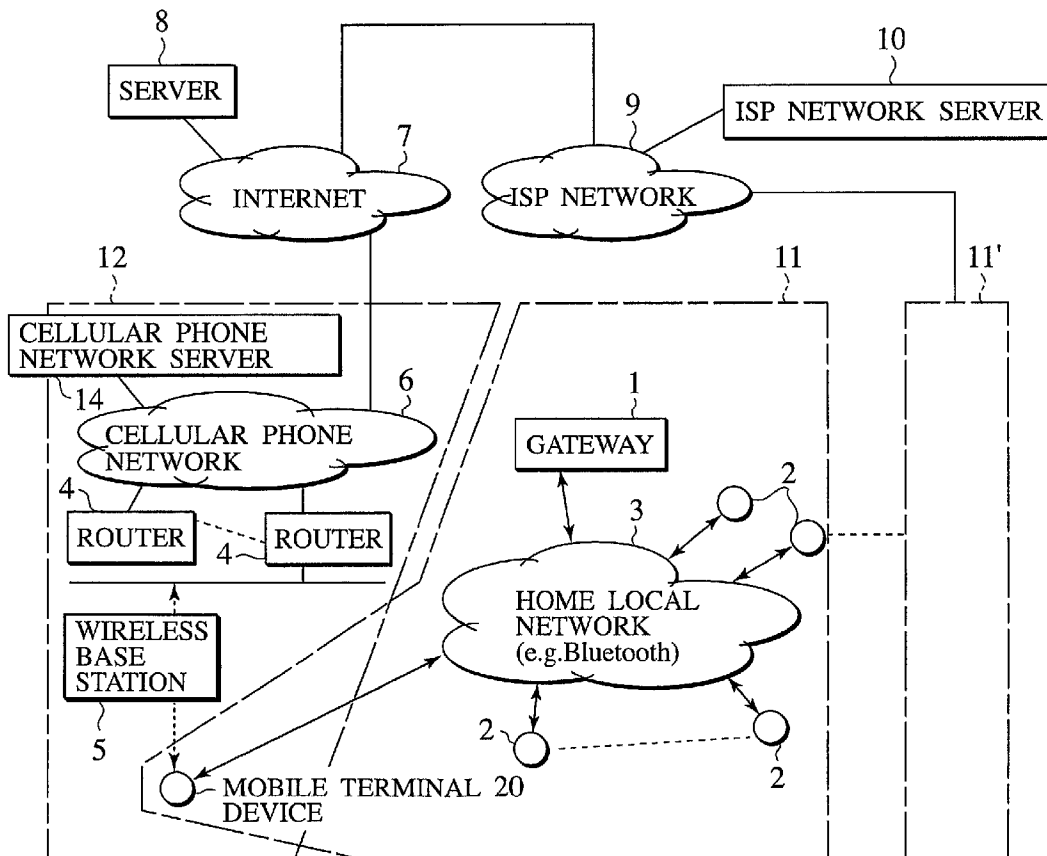 8
SERVER
10
ISP NETWORK SERVER
7
INTERNET
9
ISP NETWORK
12
11
11'
CELLULAR PHONE
NETWORK SERVER
14
6
CELLULAR PHONE
NETWORK
1
GATEWAY
2
4
ROUTER
4
ROUTER
3
HOME LOCAL
NETWORK
(e.g.Bluetooth)
WIRELESS
BASE
STATION
5
2
2
MOBILE TERMINAL 20
DEVICE